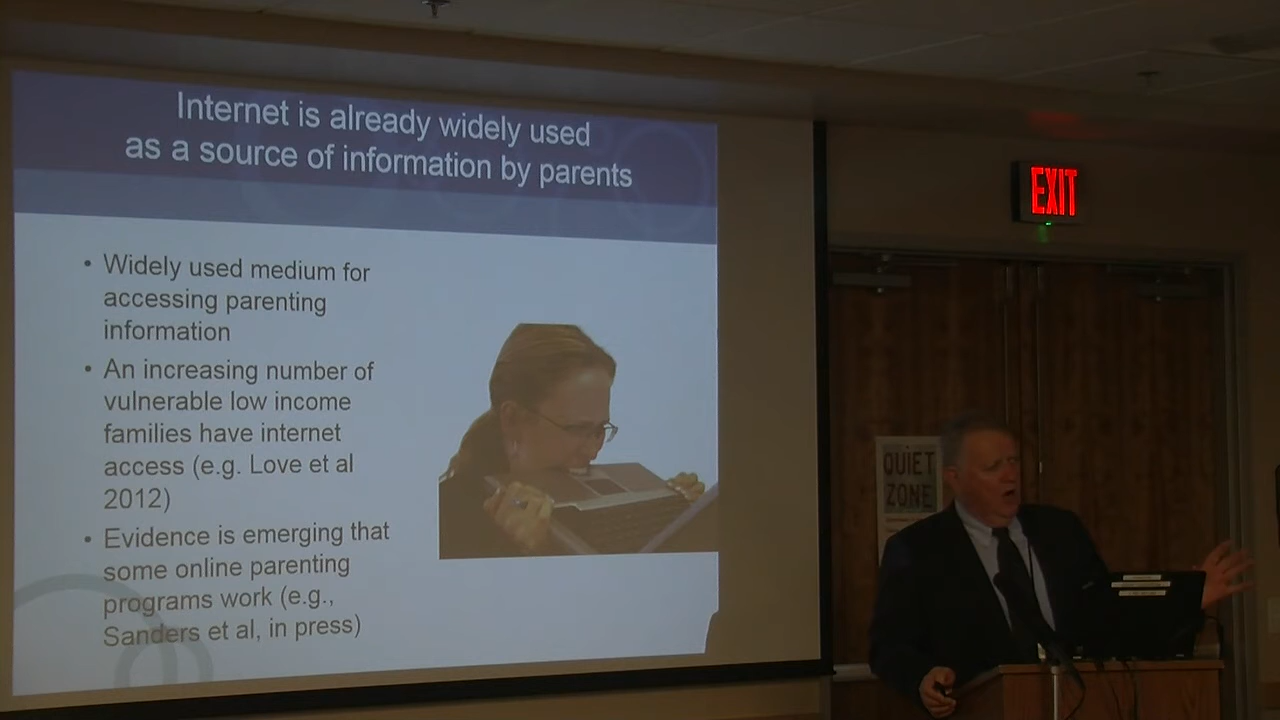 Internet is already widely used
as a source of information by parents
• Widely used medium for
accessing parenting
information
• An increasing number of
vulnerable low income
families have internet
access (e.g. Love et al
2012)
• Evidence is emerging that
some online parenting
programs work (e.g.,
Sanders et al, in press)
EXIT
QUIET
ZONE